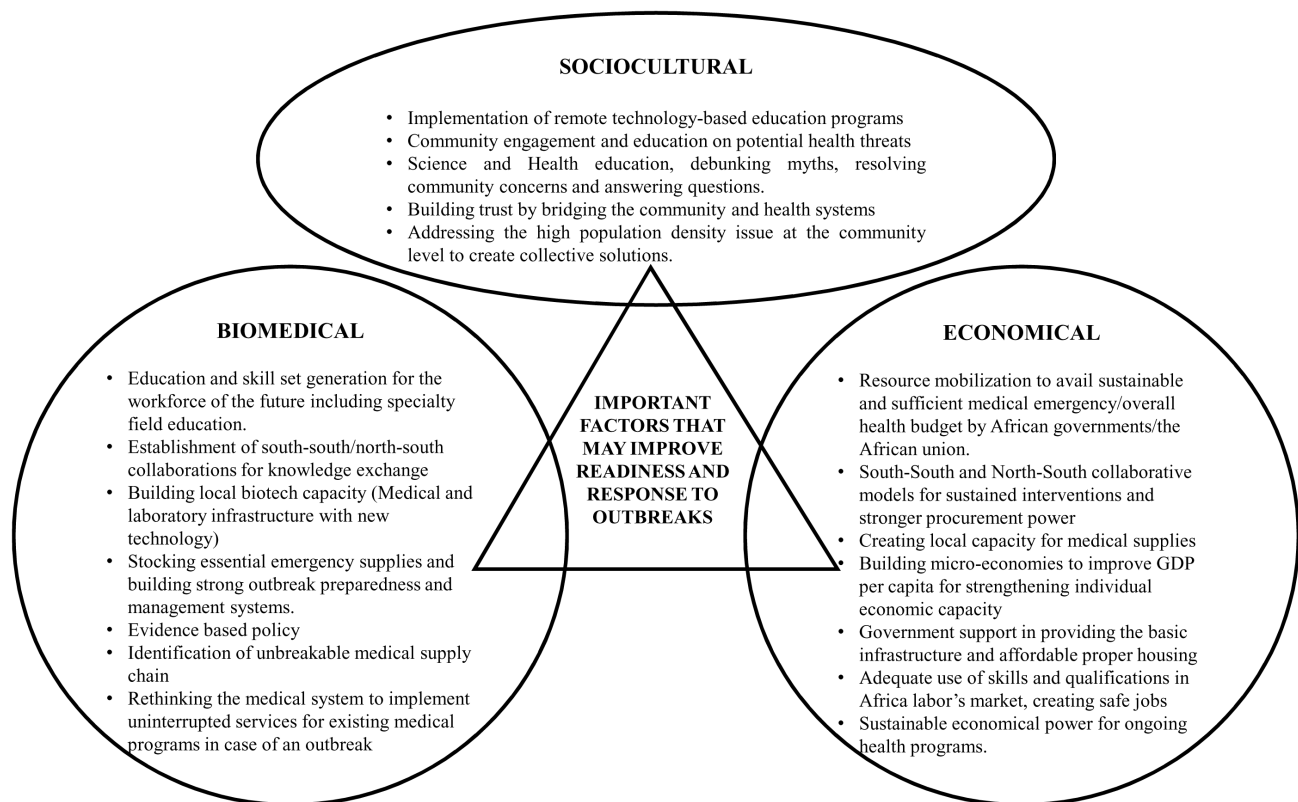 SOCIOCULTURAL
• Implementation of remote technology-based education programs
• Community engagement and education on potential health threats
• Science and Health education, debunking myths, resolving
community concerns and answering questions.
• Building trust by bridging the community and health systems
• Addressing the high population density issue at the community
level to create collective solutions.
BIOMEDICAL
• Education and skill set generation for the
workforce of the future including specialty
field education.
• Establishment of south-south/north-south
collaborations for knowledge exchange
• Building local biotech capacity (Medical and
laboratory infrastructure with new
technology)
• Stocking essential emergency supplies and
building strong outbreak preparedness and
management systems.
• Evidence based policy
• Identification of unbreakable medical supply
chain
• Rethinking the medical system to implement
uninterrupted services for existing medical
programs in case of an outbreak
IMPORTANT
FACTORS THAT
MAY IMPROVE
READINESS AND
RESPONSE TO
OUTBREAKS
ECONOMICAL
• Resource mobilization to avail sustainable
and sufficient medical emergency/overall
health budget by African governments/the
African union.
• South-South and North-South collaborative
models for sustained interventions and
stronger procurement power
• Creating local capacity for medical supplies
• Building micro-economies to improve GDP
per capita for strengthening individual
economic capacity
• Government support in providing the basic
infrastructure and affordable proper housing
• Adequate use of skills and qualifications in
Africa labor’s market, creating safe jobs
• Sustainable economical power for ongoing
health programs.